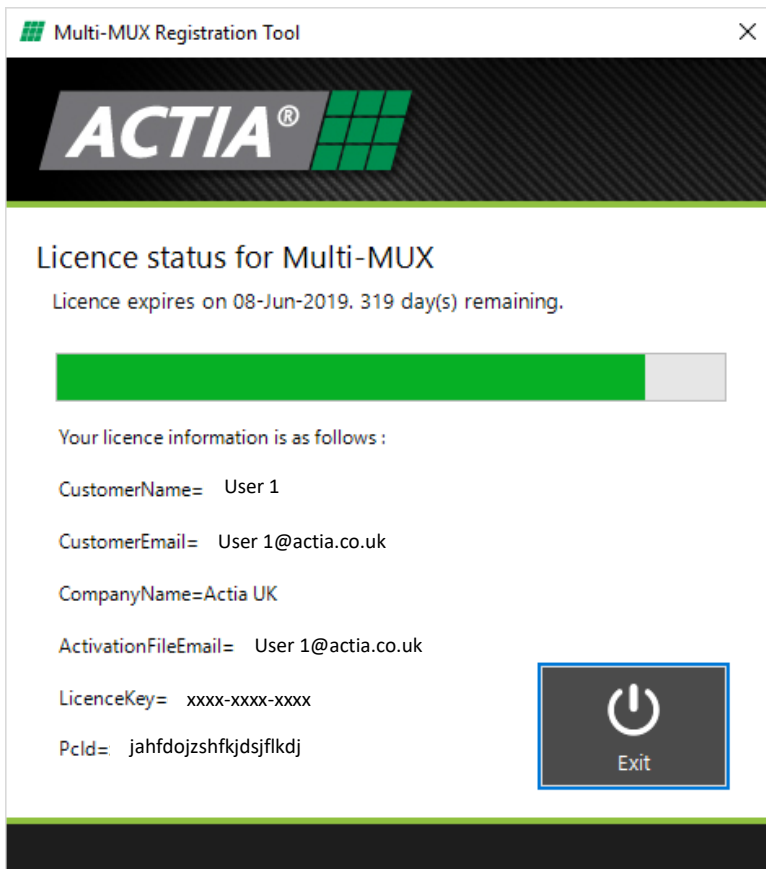 Multi-MUX Registration Tool
ACTIA®
Licence status for Multi-MUX
Licence expires on 08-Jun-2019. 319 day(s) remaining.
Your licence information is as follows :
CustomerName= User 1
CustomerEmail= User 1@actia.co.uk
CompanyName=Actia UK
ActivationFileEmail= User 1@actia.co.uk
LicenceKey= xxxx-xxxx-xxxx
PcId= jahfdojzshfkjdsjflkdj
Exit